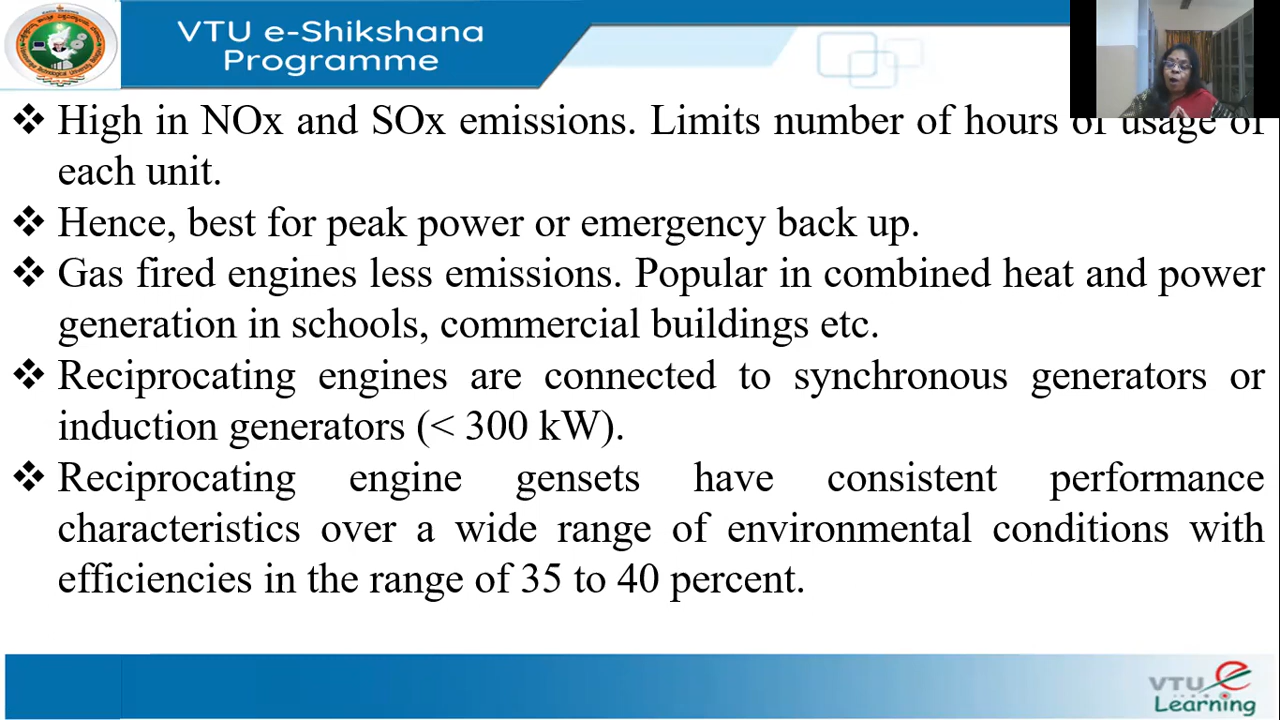 VTU e-Shikshana
Programme
❖ High in NOx and SOx emissions. Limits number of hours of usage of
each unit.
❖ Hence, best for peak power or emergency back up.
❖ Gas fired engines less emissions. Popular in combined heat and power
generation in schools, commercial buildings etc.
❖ Reciprocating engines are connected to synchronous generators or
induction generators (< 300 kW).
❖ Reciprocating engine gensets have consistent performance
characteristics over a wide range of environmental conditions with
efficiencies in the range of 35 to 40 percent.
VTU e
Learning